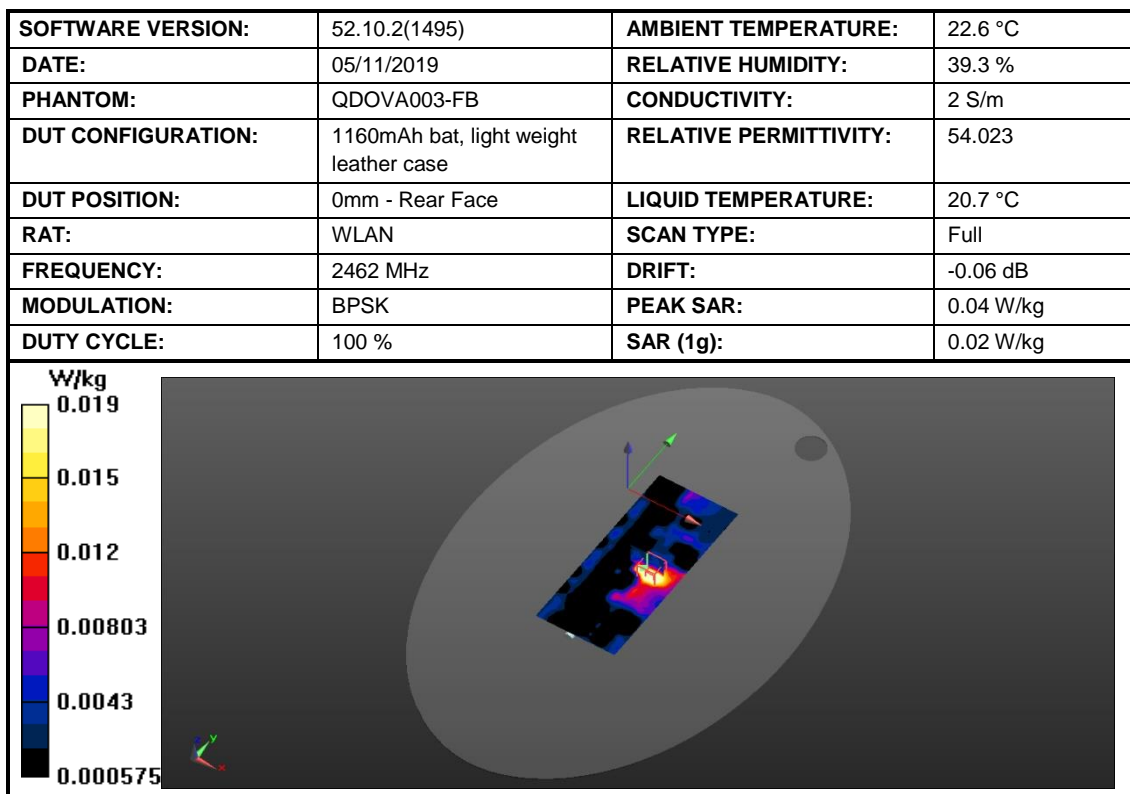 SOFTWARE VERSION: 52.10.2(1495) AMBIENT TEMPERATURE: 22.6 °C
DATE: 05/11/2019 RELATIVE HUMIDITY: 39.3 %
PHANTOM: QDOVA003-FB CONDUCTIVITY: 2 S/m
DUT CONFIGURATION: 1160mAh bat, light weight RELATIVE PERMITTIVITY: 54.023
leather case
DUT POSITION: 0mm - Rear Face LIQUID TEMPERATURE: 20.7 °C
RAT: WLAN SCAN TYPE: Full
FREQUENCY: 2462 MHz DRIFT: -0.06 dB
MODULATION: BPSK PEAK SAR: 0.04 W/kg
DUTY CYCLE: 100 % SAR (1g): 0.02 W/kg
W/kg
0.019
0.015
0.012
0.00803
0.0043
0.000575
z y
x